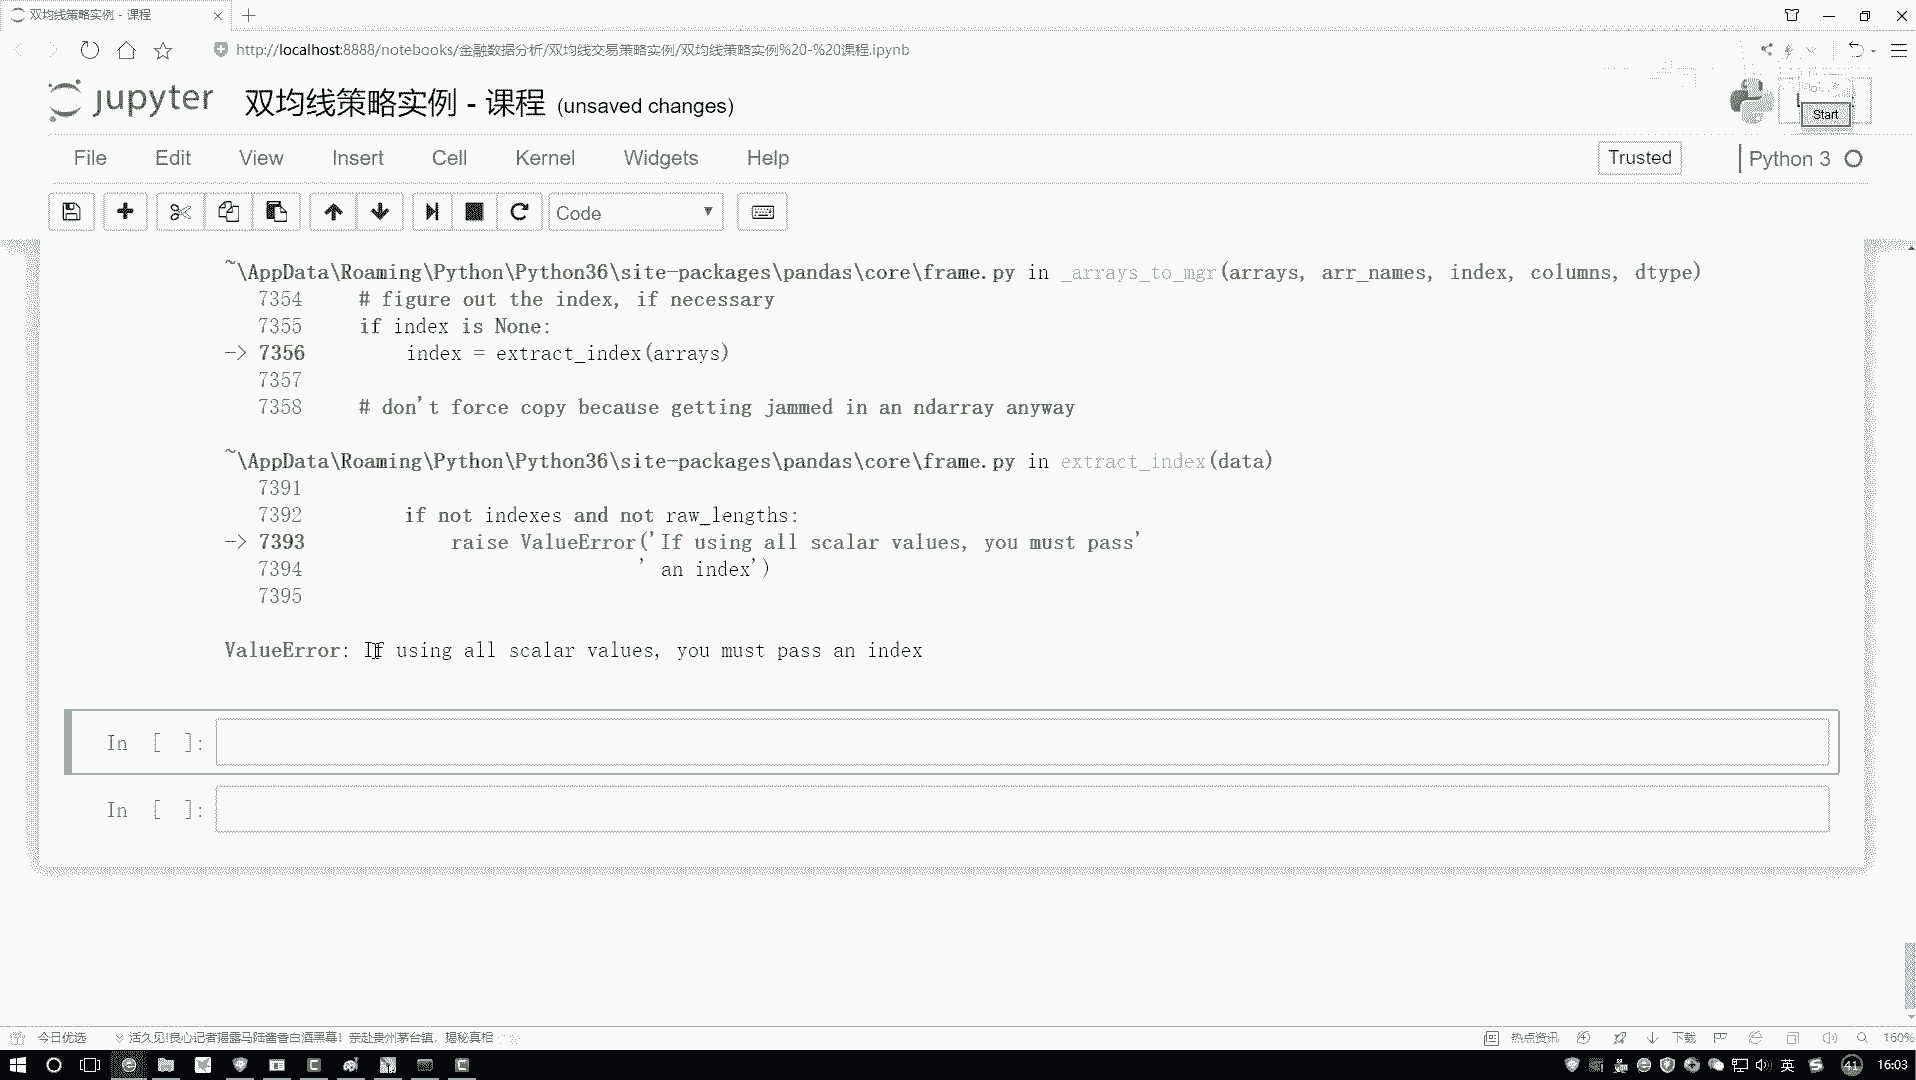 双均线策略实例 - 课程
http://localhost:8888/notebooks/金融数据分析/双均线交易策略实例/双均线策略实例%20-%20课程.ipynb
jupyter 双均线策略实例 - 课程 (unsaved changes)
Start
File Edit View Insert Cell Kernel Widgets Help Trusted Python 3
Code
~\AppData\Roaming\Python\Python36\site-packages\pandas\core\frame.py in _arrays_to_mgr(arrays, arr_names, index, columns, dtype)
7354 # figure out the index, if necessary
7355 if index is None:
-> 7356 index = extract_index(arrays)
7357
7358 # don't force copy because getting jammed in an ndarray anyway
~\AppData\Roaming\Python\Python36\site-packages\pandas\core\frame.py in extract_index(data)
7391
7392 if not indexes and not raw_lengths:
-> 7393 raise ValueError('If using all scalar values, you must pass'
7394 ' an index')
7395
ValueError: If using all scalar values, you must pass an index
In [ ]:
In [ ]:
今日优选 活久见!良心记者揭露马陆酱香白酒黑幕! 亲赴贵州茅台镇，揭秘真相 热点资讯 下载 160%
英 41 16:03